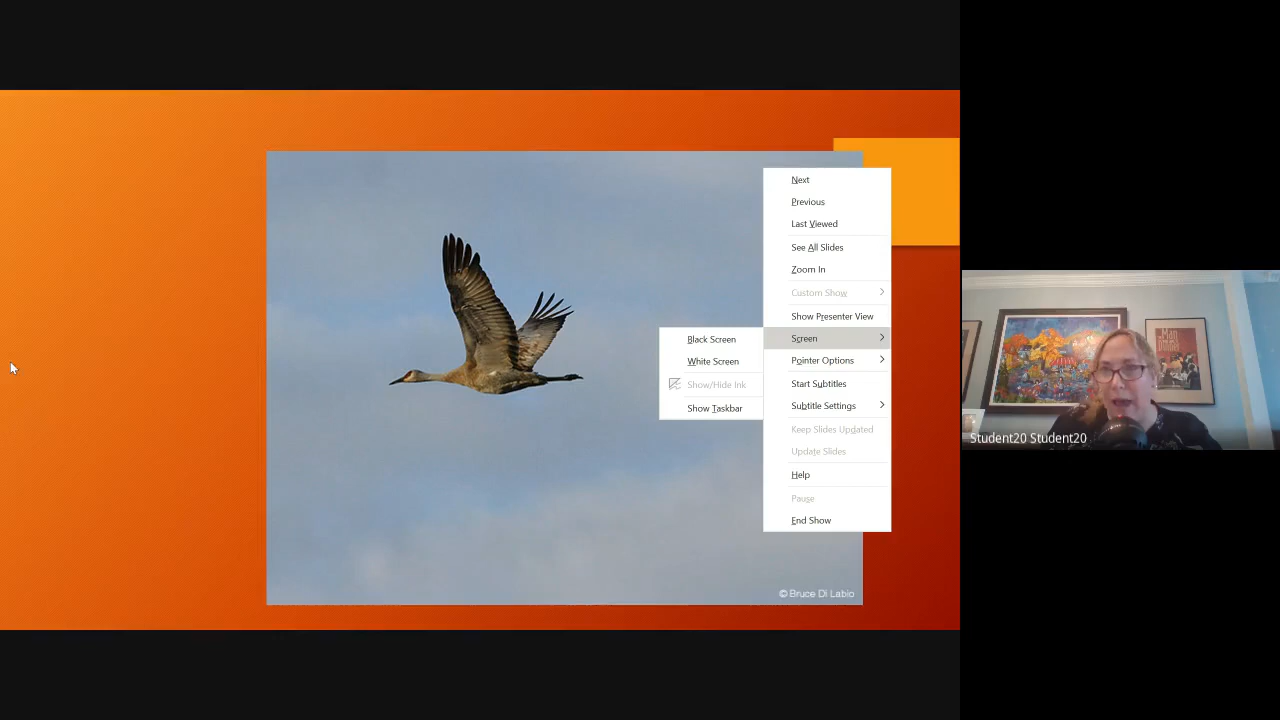 Next
Previous
Last Viewed
See All Slides
Zoom In
Custom Show
Show Presenter View
Screen
Pointer Options
Start Subtitles
Subtitle Settings
Keep Slides Updated
Update Slides
Help
Pause
End Show
Black Screen
White Screen
Show/Hide Ink
Show Taskbar
© Bruce Di Labio
Student20 Student20